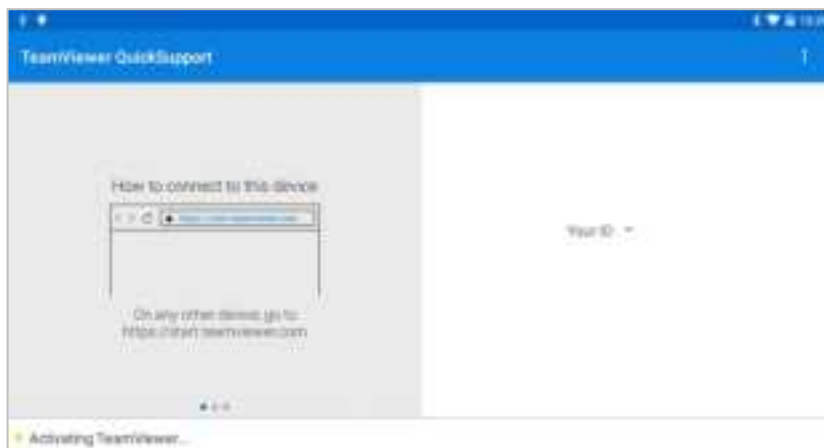 TeamViewer QuickSupport
How to connect to this device
On any other device, go to
https://start.teamviewer.com
Your ID
Activating TeamViewer...